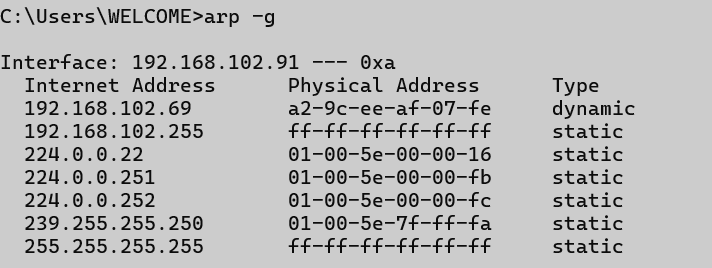 C:\Users\WELCOME>arp -g
Interface: 192.168.102.91 --- 0xa
  Internet Address      Physical Address      Type
  192.168.102.69        a2-9c-ee-af-07-fe     dynamic
  192.168.102.255       ff-ff-ff-ff-ff-ff     static
  224.0.0.22            01-00-5e-00-00-16     static
  224.0.0.251           01-00-5e-00-00-fb     static
  224.0.0.252           01-00-5e-00-00-fc     static
  239.255.255.250       01-00-5e-7f-ff-fa     static
  255.255.255.255       ff-ff-ff-ff-ff-ff     static